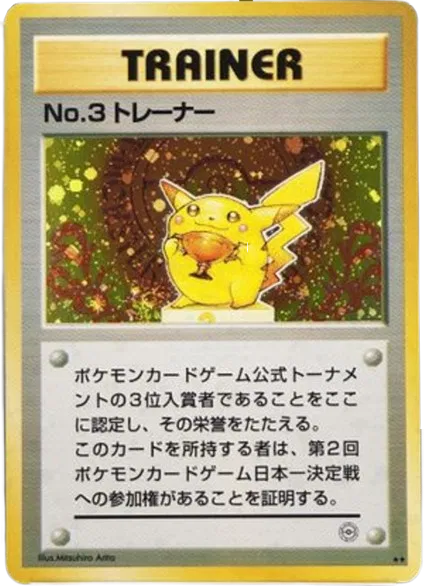 TRAINER
No.3トレーナー
ポケモンカードゲーム公式トーナメ
ントの3位入賞者であることをここ
に認定し、その栄誉をたたえる。
このカードを所持する者は、第2回
ポケモンカードゲーム日本一決定戦
への参加権があることを証明する。
Illus.Mitsuhiro Arita